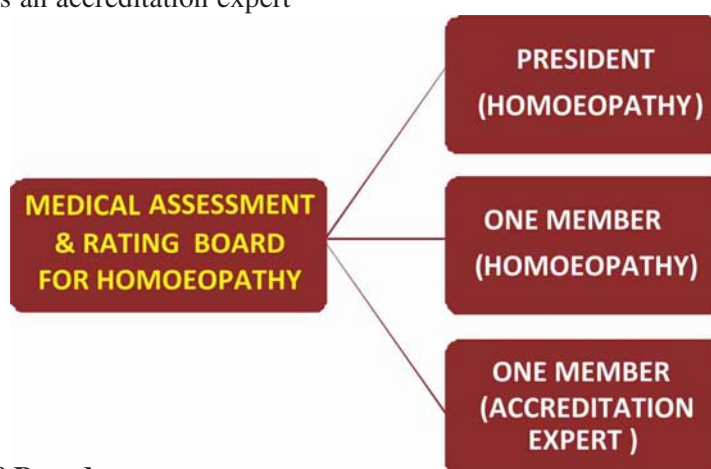 s an accreditation expert
PRESIDENT
(HOMOEOPATHY)
MEDICAL ASSESSMENT
& RATING BOARD
FOR HOMOEOPATHY
ONE MEMBER
(HOMOEOPATHY)
ONE MEMBER
(ACCREDITATION
EXPERT )